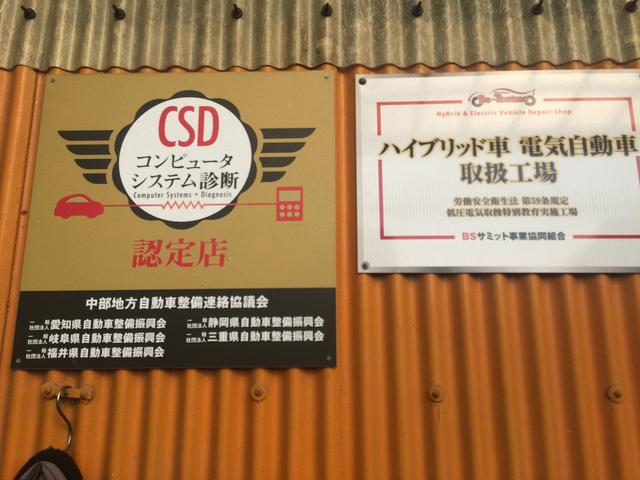 CSD
コンピュータ
システム診断
Computer Systems・Diagnosis
認定店
中部地方自動車整備連絡協議会
一般社団法人 愛知県自動車整備振興会
一般社団法人 岐阜県自動車整備振興会
一般社団法人 福井県自動車整備振興会
一般社団法人 静岡県自動車整備振興会
一般社団法人 三重県自動車整備振興会
HyBrid & Electric Vehicle Repair Shop
ハイブリッド車 電気自動車
取扱工場
労働安全衛生法 第59条規定
低圧電気取扱特別教育実施工場
BSサミット事業協同組合